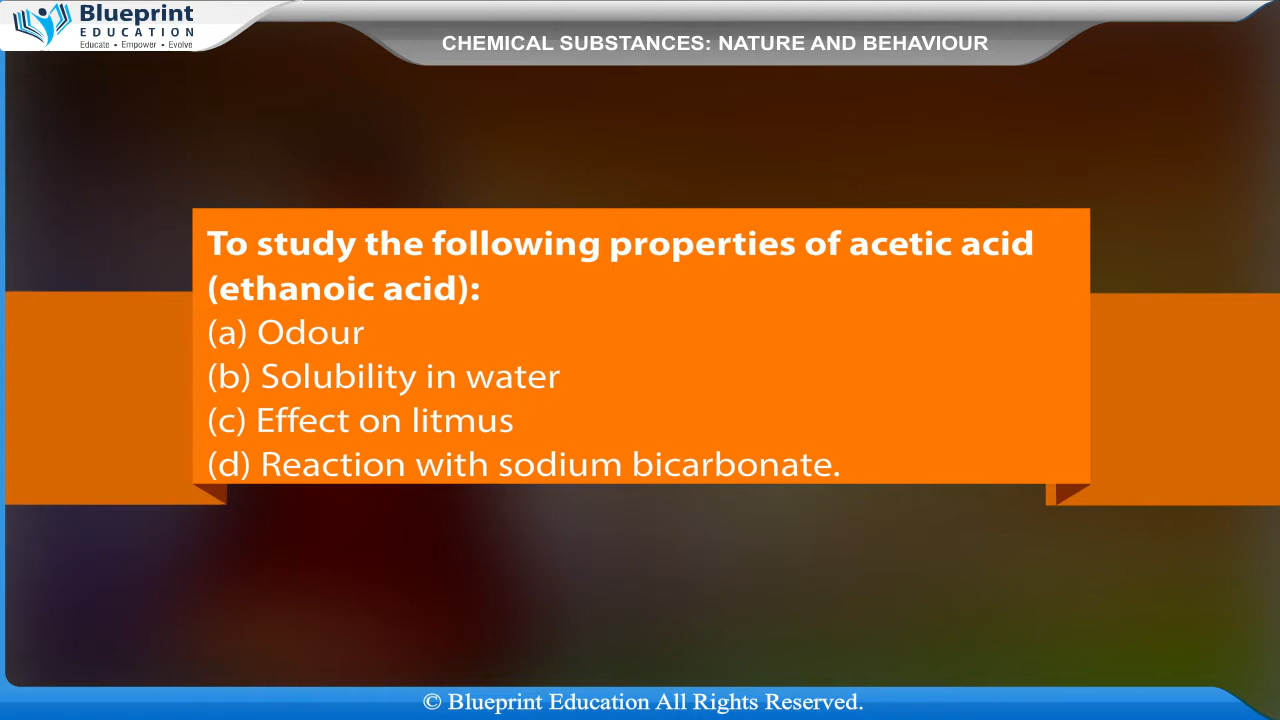 Blueprint
EDUCATION
Educate • Empower • Evolve
CHEMICAL SUBSTANCES: NATURE AND BEHAVIOUR
To study the following properties of acetic acid
(ethanoic acid):
(a) Odour
(b) Solubility in water
(c) Effect on litmus
(d) Reaction with sodium bicarbonate.
© Blueprint Education All Rights Reserved.